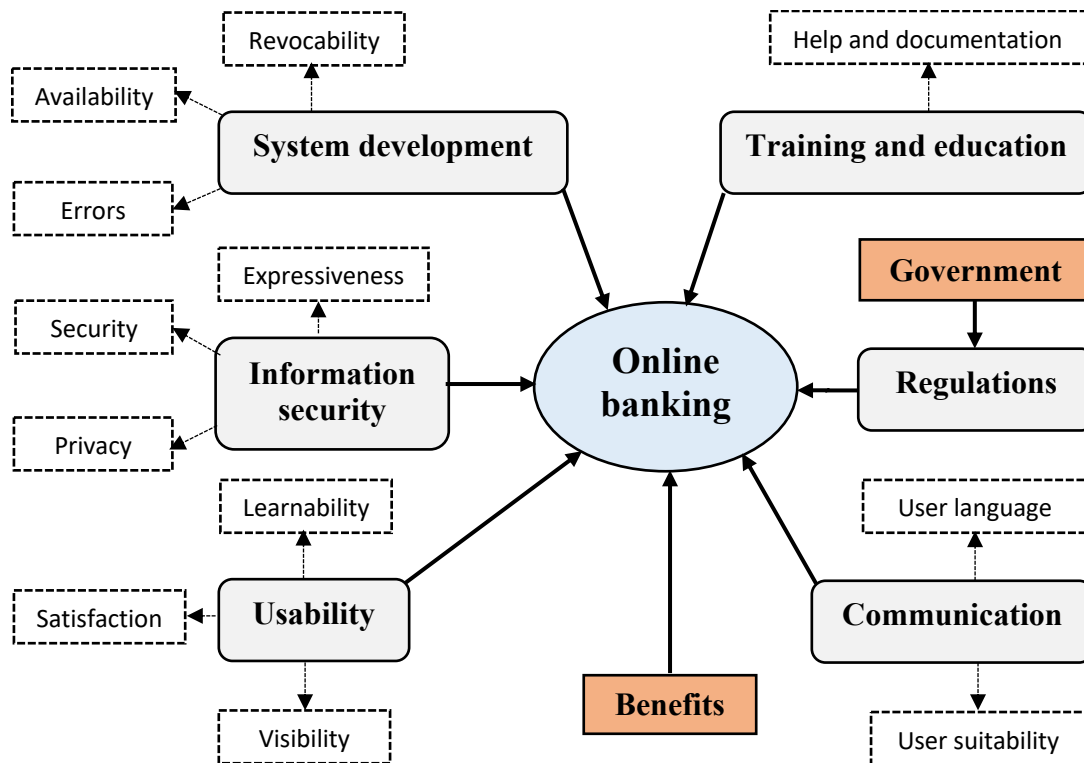 Revocability
Help and documentation
Availability
System development
Training and education
Errors
Expressiveness
Government
Security
Information
security
Online
banking
Regulations
Privacy
Learnability
User language
Satisfaction
Usability
Communication
Benefits
Visibility
User suitability